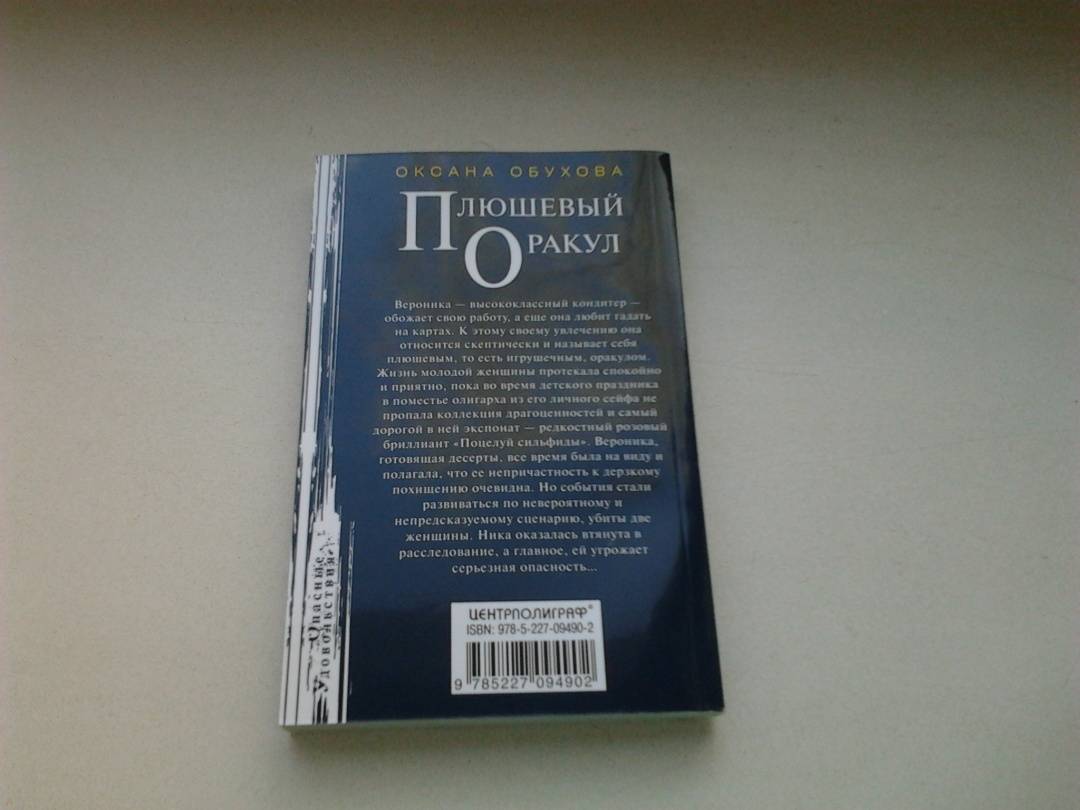 ОКСАНА ОБУХОВА
ПЛЮШЕВЫЙ
ОРАКУЛ
Вероника — высококлассный кондитер —
обожает свою работу, а еще она любит гадать
на картах. К этому своему увлечению она
относится скептически и называет себя
плюшевым, то есть игрушечным, оракулом.
Жизнь молодой женщины протекала спокойно
и приятно, пока во время детского праздника
в поместье олигарха из его личного сейфа не
пропала коллекция драгоценностей и самый
дорогой в ней экспонат — редкостный розовый
бриллиант «Поцелуй сильфиды». Вероника,
готовящая десерты, все время была на виду и
полагала, что ее непричастность к дерзкому
похищению очевидна. Но события стали
развиваться по невероятному и
непредсказуемому сценарию, убиты две
женщины. Ника оказалась втянута в
расследование, а главное, ей угрожает
серьезная опасность...
Опасные
Удовольствия
ЦЕНТРПОЛИГРАФ®
ISBN: 978-5-227-09490-2
9 785227 094902